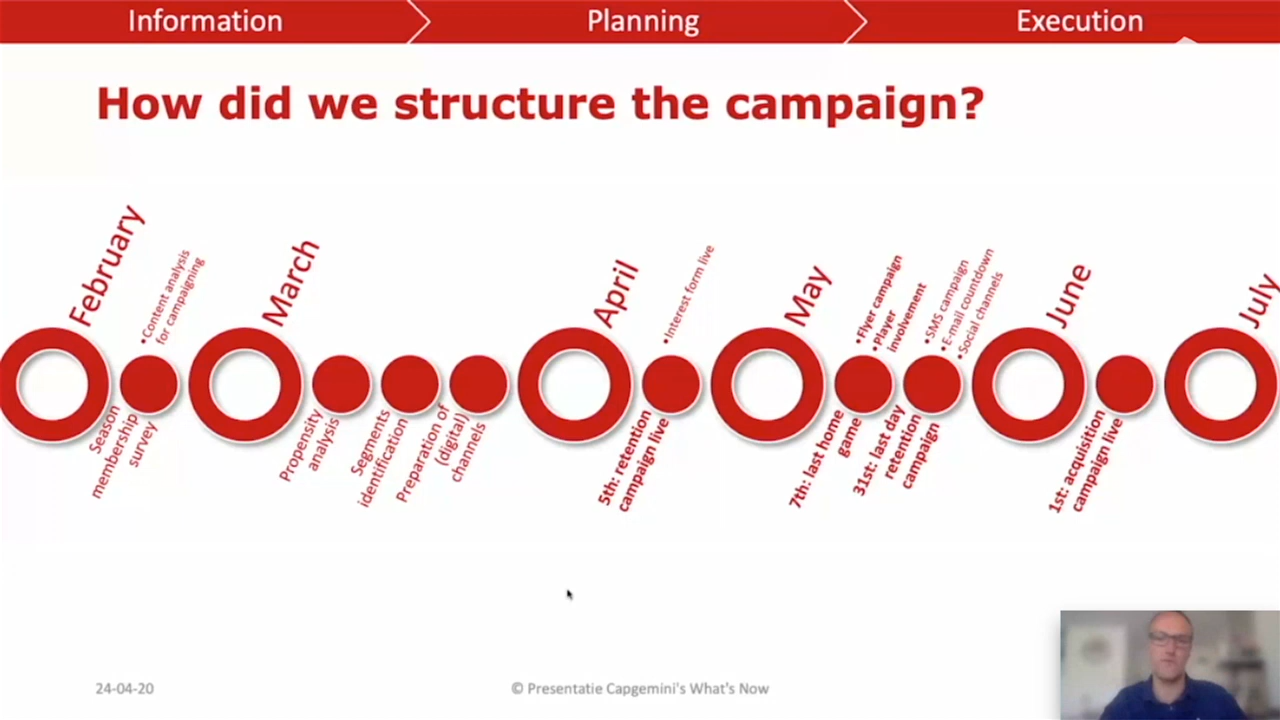 Information
Planning
Execution
How did we structure the campaign?
February
•Content analysis
for campaigning
March
April
•Interest form live
May
•Flyer campaign
•Player
involvement
•SMS campaign
•E-mail countdown
•Social channels
June
July
Season
membership
survey
Propensity
analysis
Segments
identification
Preparation of
(digital)
channels
5th: retention
campaign live
7th: last home
game
31st: last day
retention
campaign
1st: acquisition
campaign live
24-04-20
© Presentatie Capgemini's What's Now